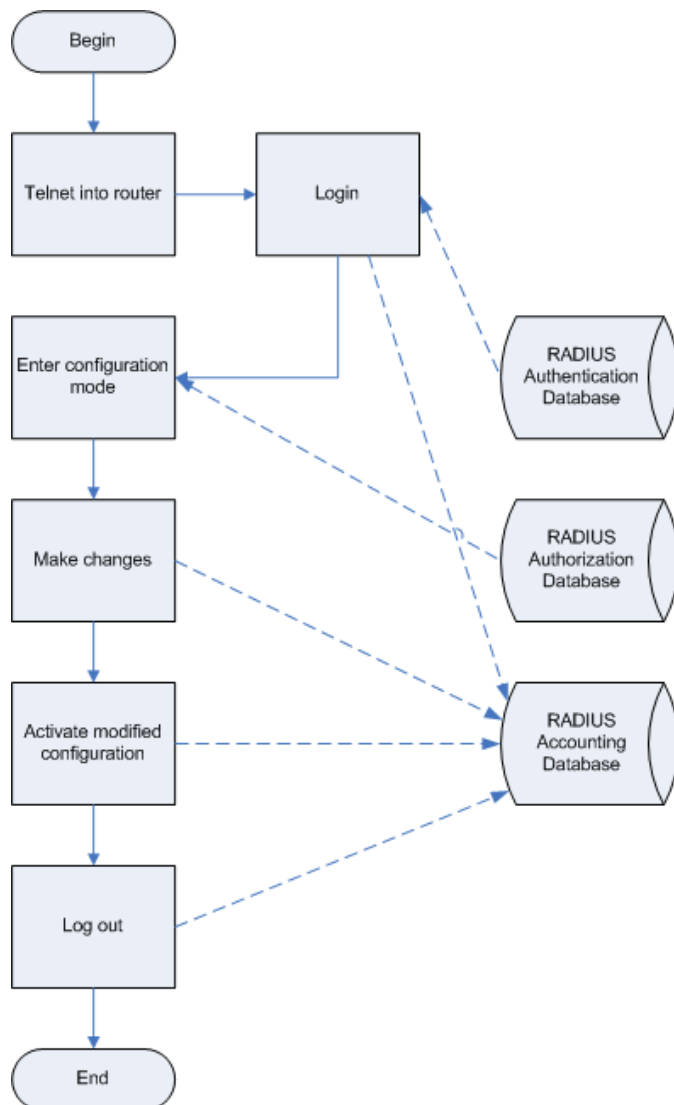 Begin
Telnet into router
Login
Enter configuration
mode
RADIUS
Authentication
Database
Make changes
RADIUS
Authorization
Database
Activate modified
configuration
RADIUS
Accounting
Database
Log out
End